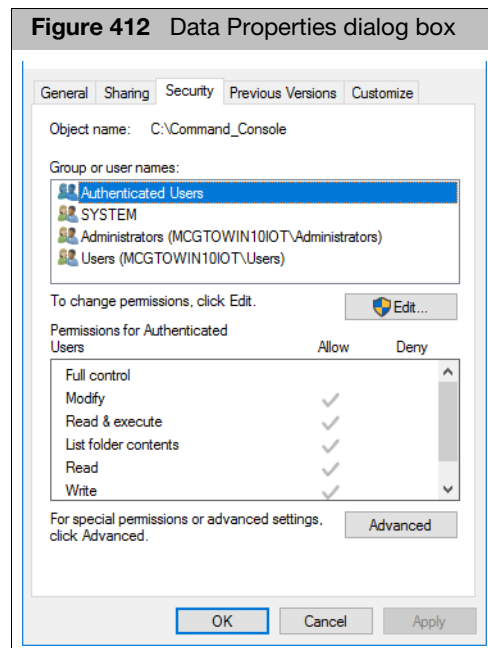 Figure 412 Data Properties dialog box
General Sharing Security Previous Versions Customize
Object name: C:\Command_Console
Group or user names:
Authenticated Users
SYSTEM
Administrators (MCGTOWIN10IOT\Administrators)
Users (MCGTOWIN10IOT\Users)
To change permissions, click Edit.
Edit...
Permissions for Authenticated
Users Allow Deny
Full control
Modify
Read & execute
List folder contents
Read
Write
For special permissions or advanced settings,
click Advanced.
Advanced
OK Cancel Apply